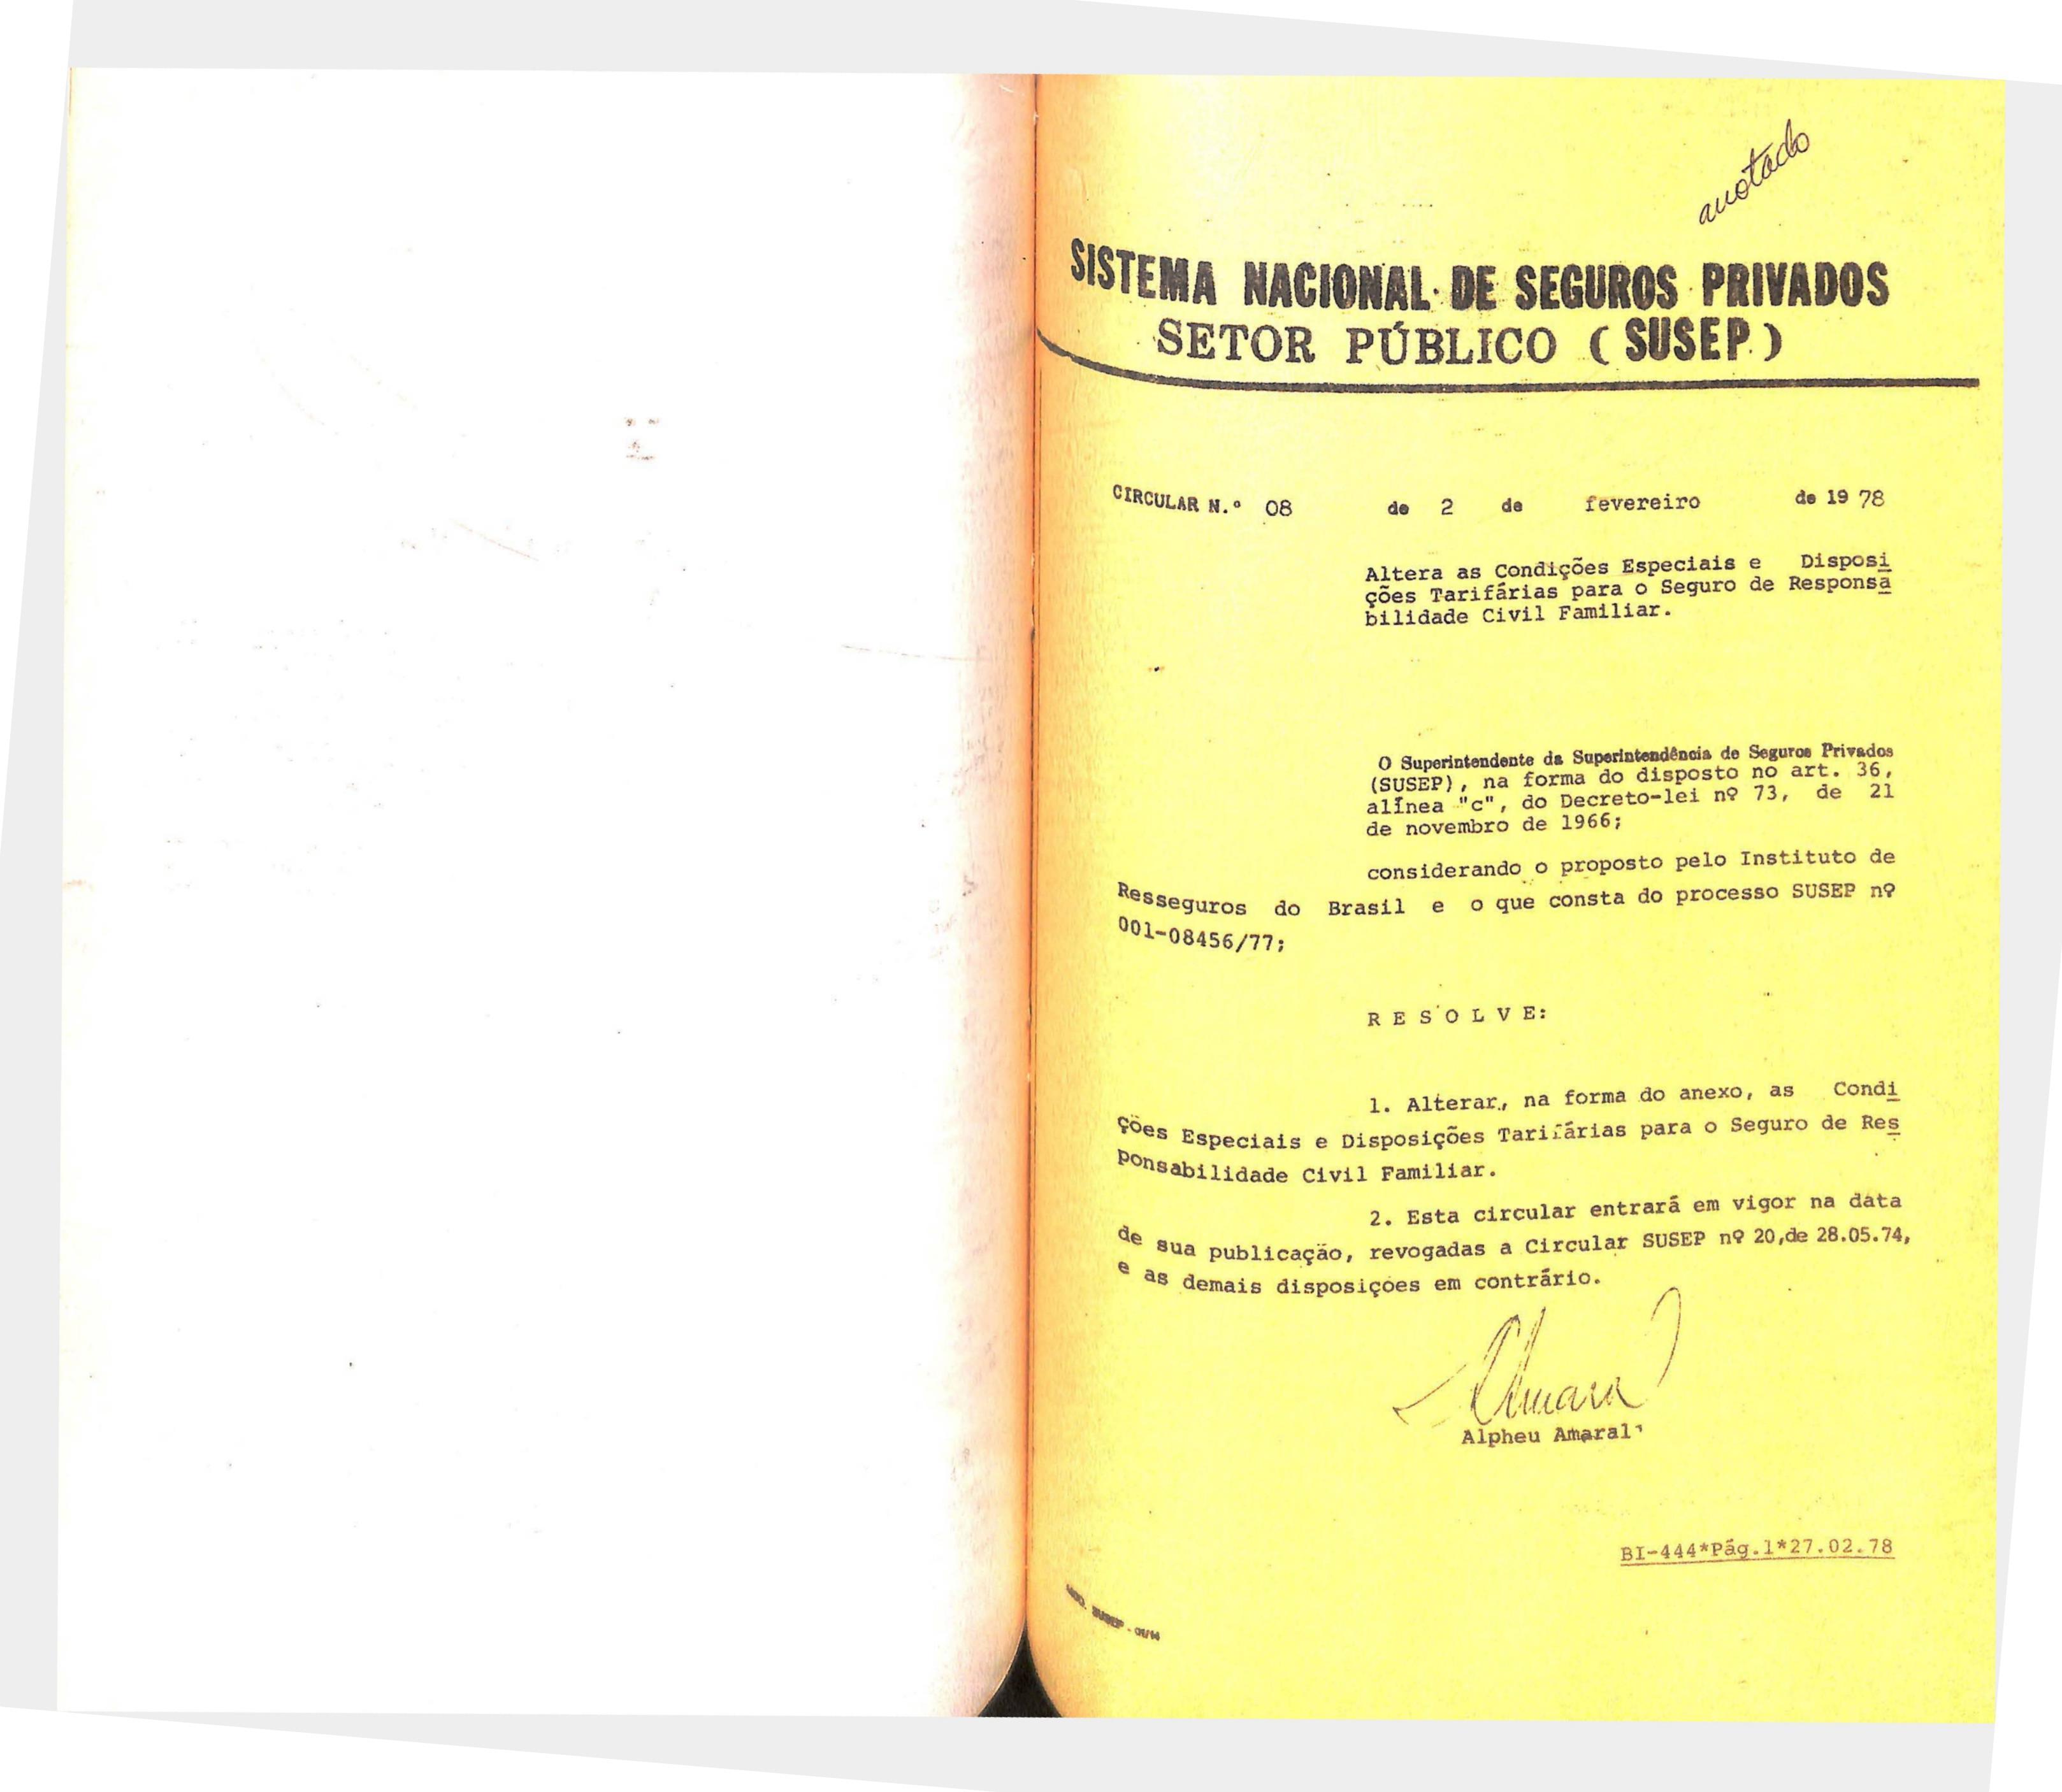 anotado
SISTEMA NACIONAL DE SEGUROS PRIVADOS
SETOR PÚBLICO ( SUSEP )
CIRCULAR N.º 08 de 2 de fevereiro de 19 78
Altera as Condições Especiais e Disposi
ções Tarifárias para o Seguro de Responsa
bilidade Civil Familiar.
O Superintendente da Superintendência de Seguros Privados
(SUSEP), na forma do disposto no art. 36,
alínea "c", do Decreto-lei nº 73, de 21
de novembro de 1966;
considerando o proposto pelo Instituto de
Resseguros do Brasil e o que consta do processo SUSEP nº
001-08456/77;
R E S O L V E:
1. Alterar, na forma do anexo, as Condi
ções Especiais e Disposições Tarifárias para o Seguro de Res
ponsabilidade Civil Familiar.
2. Esta circular entrará em vigor na data
de sua publicação, revogadas a Circular SUSEP nº 20,de 28.05.74,
e as demais disposições em contrário.
Amaral
Alpheu Amaral
BI-444*Pág.1*27.02.78
MOD. SUSEP - 01/14